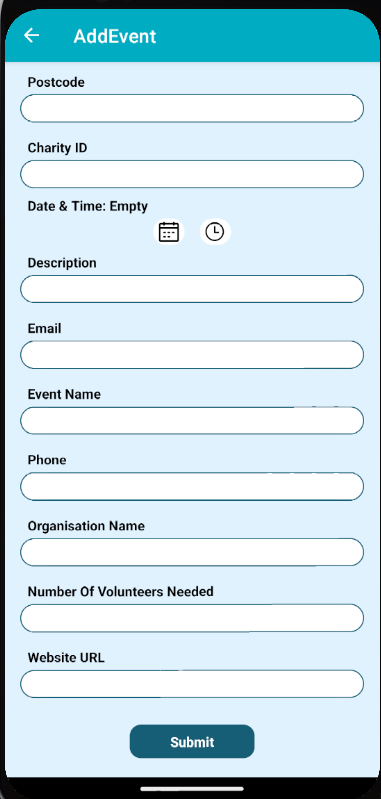 AddEvent
Postcode
Charity ID
Date & Time: Empty
Description
Email
Event Name
Phone
Organisation Name
Number Of Volunteers Needed
Website URL
Submit